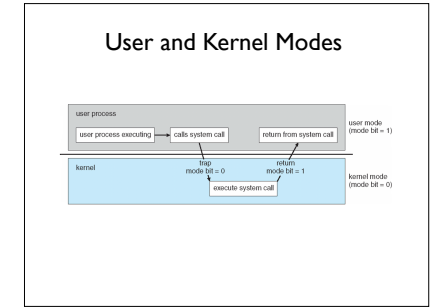 User and Kernel Modes
user process
user process executing
calls system call
return from system call
user mode
(mode bit = 1)
kernel
trap
mode bit = 0
return
mode bit = 1
execute system call
kernel mode
(mode bit = 0)